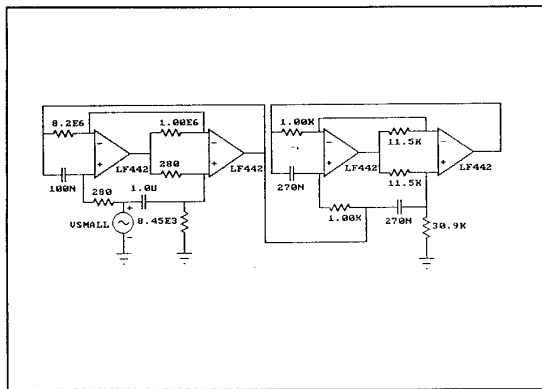 8.2E6
1.00E6
1.00K
11.5K
LF442
LF442
LF442
LF442
100N
280
1.0U
280
270N
11.5K
VSMALL
+
-
8.45E3
1.00K
270N
30.9K